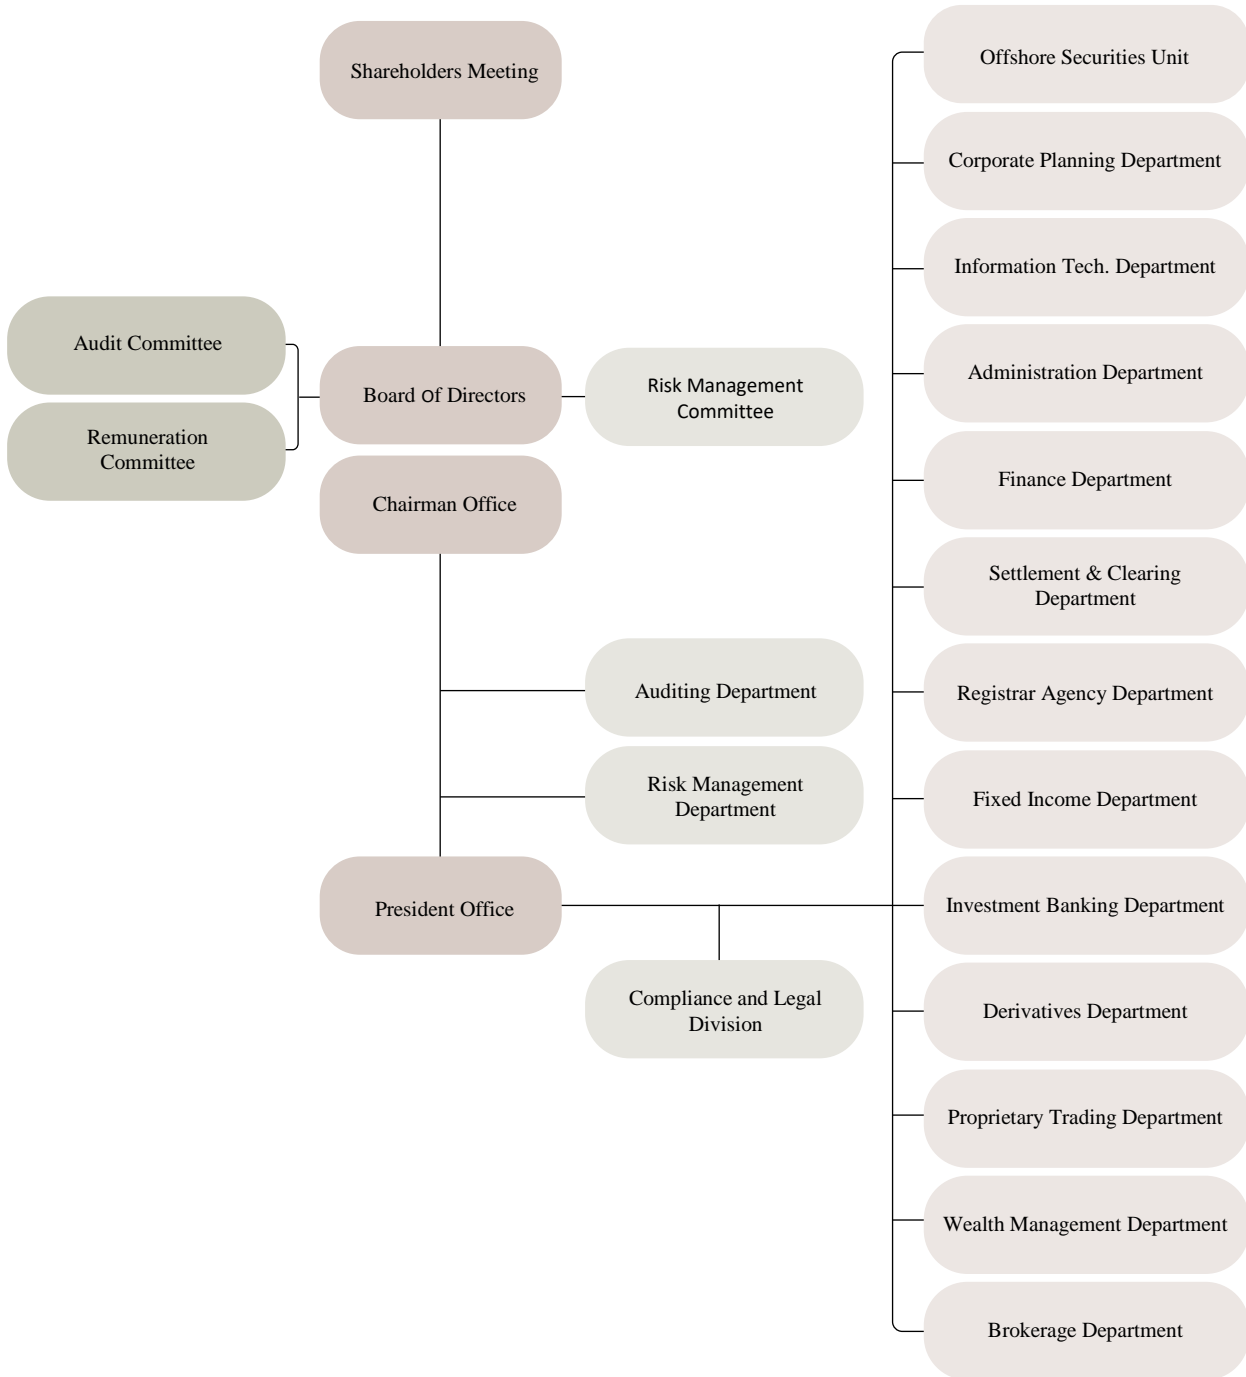 Shareholders Meeting
Audit Committee
Remuneration
Committee
Board Of Directors
Risk Management
Committee
Chairman Office
Auditing Department
Risk Management
Department
President Office
Compliance and Legal
Division
Offshore Securities Unit
Corporate Planning Department
Information Tech. Department
Administration Department
Finance Department
Settlement & Clearing
Department
Registrar Agency Department
Fixed Income Department
Investment Banking Department
Derivatives Department
Proprietary Trading Department
Wealth Management Department
Brokerage Department